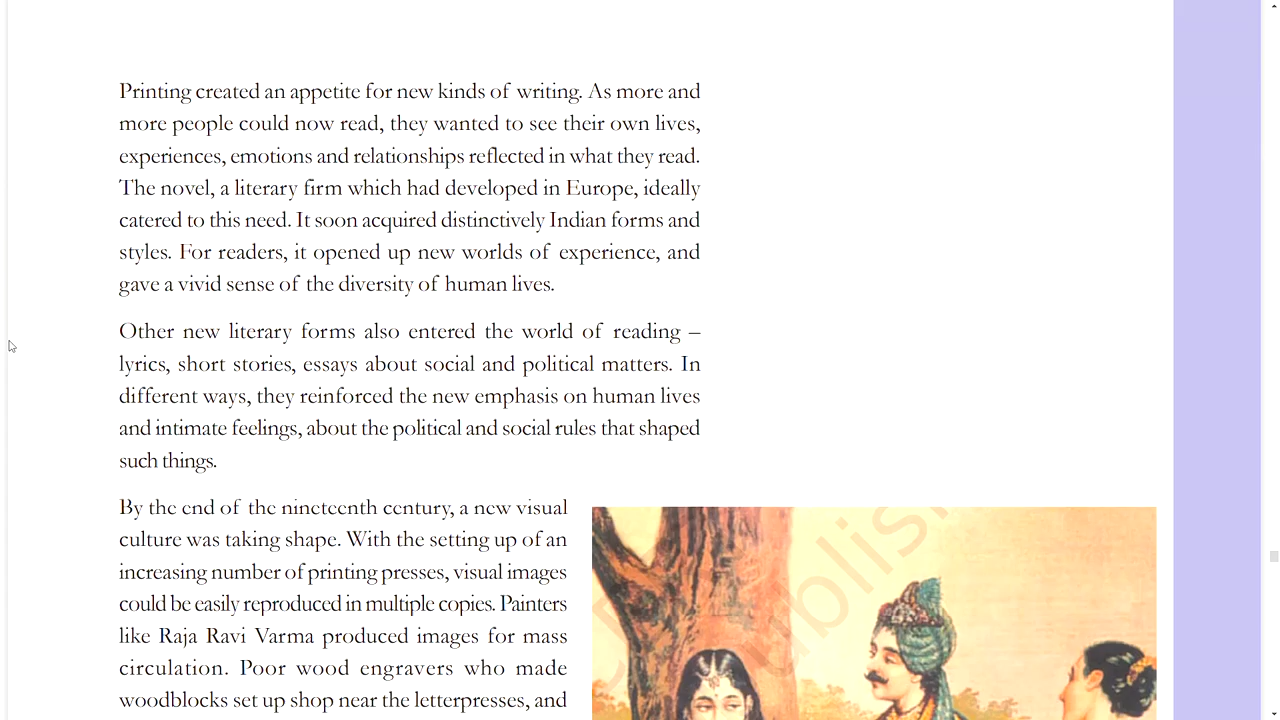 Printing created an appetite for new kinds of writing. As more and
more people could now read, they wanted to see their own lives,
experiences, emotions and relationships reflected in what they read.
The novel, a literary firm which had developed in Europe, ideally
catered to this need. It soon acquired distinctively Indian forms and
styles. For readers, it opened up new worlds of experience, and
gave a vivid sense of the diversity of human lives.
Other new literary forms also entered the world of reading –
lyrics, short stories, essays about social and political matters. In
different ways, they reinforced the new emphasis on human lives
and intimate feelings, about the political and social rules that shaped
such things.
By the end of the nineteenth century, a new visual
culture was taking shape. With the setting up of an
increasing number of printing presses, visual images
could be easily reproduced in multiple copies. Painters
like Raja Ravi Varma produced images for mass
circulation. Poor wood engravers who made
woodblocks set up shop near the letterpresses, and